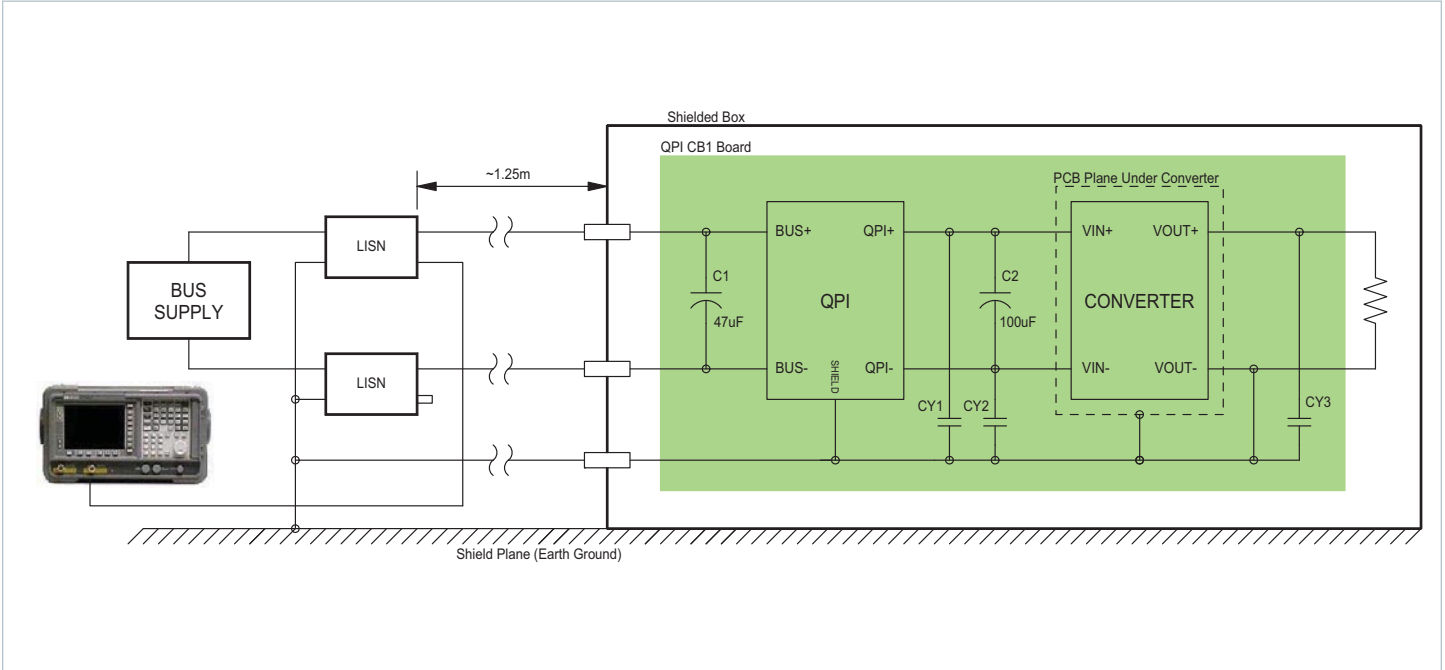 Shielded Box
QPI CB1 Board
~1.25m
PCB Plane Under Converter
LISN
BUS+
QPI+
VIN+
VOUT+
BUS
SUPPLY
C1
47uF
QPI
C2
100uF
CONVERTER
LISN
BUS-
SHIELD
QPI-
VIN-
VOUT-
CY1
CY2
CY3
Shield Plane (Earth Ground)